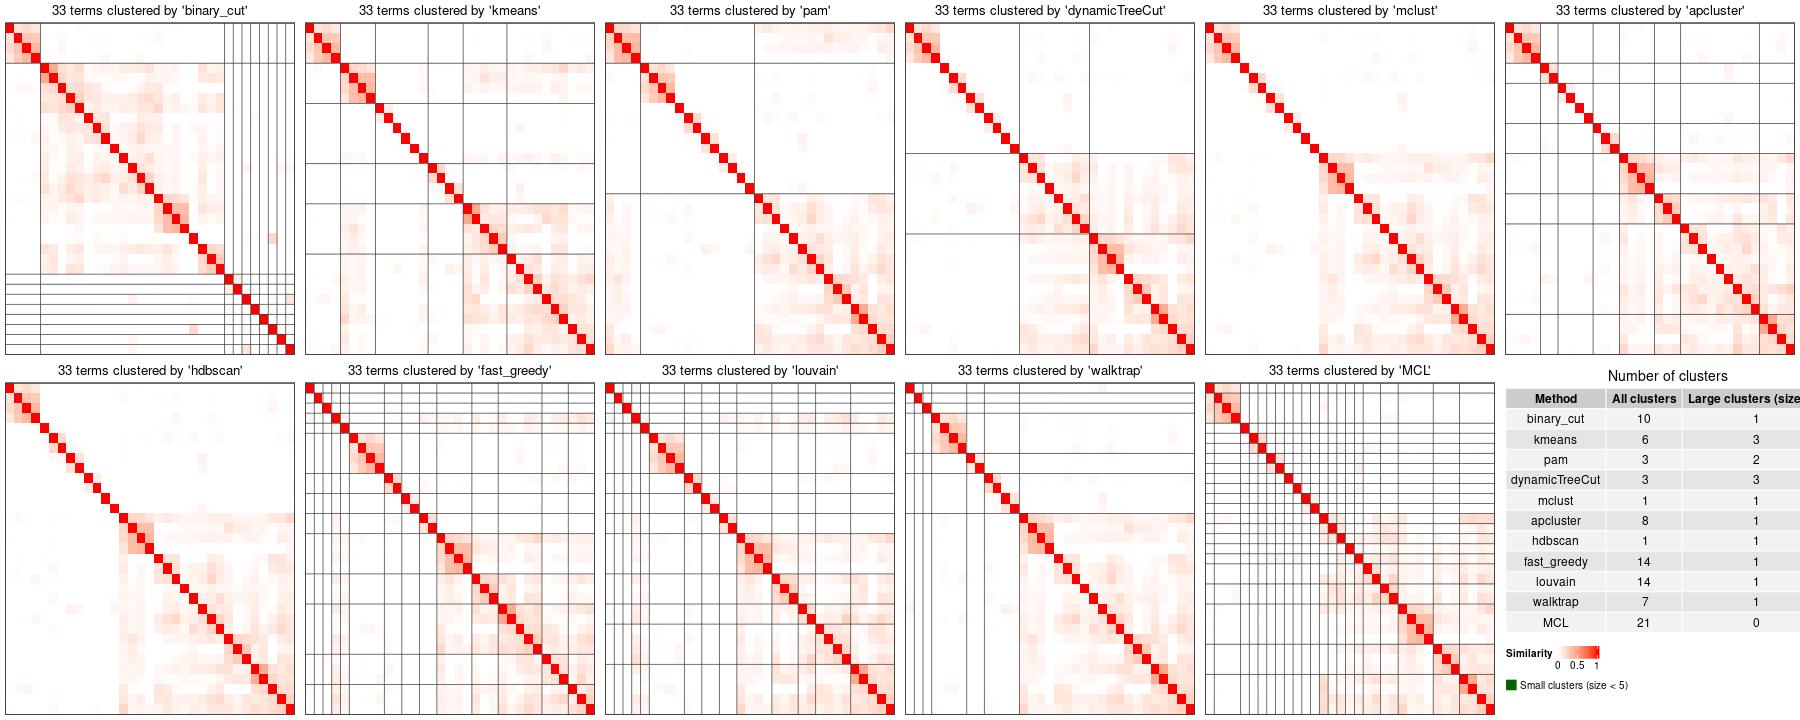 33 terms clustered by 'binary_cut'
33 terms clustered by 'kmeans'
33 terms clustered by 'pam'
33 terms clustered by 'dynamicTreeCut'
33 terms clustered by 'mclust'
33 terms clustered by 'apcluster'
33 terms clustered by 'hdbscan'
33 terms clustered by 'fast_greedy'
33 terms clustered by 'louvain'
33 terms clustered by 'walktrap'
33 terms clustered by 'MCL'
Number of clusters
Method All clusters Large clusters (size
binary_cut 10 1
kmeans 6 3
pam 3 2
dynamicTreeCut 3 3
mclust 1 1
apcluster 8 1
hdbscan 1 1
fast_greedy 14 1
louvain 14 1
walktrap 7 1
MCL 21 0
Similarity
0 0.5 1
Small clusters (size < 5)